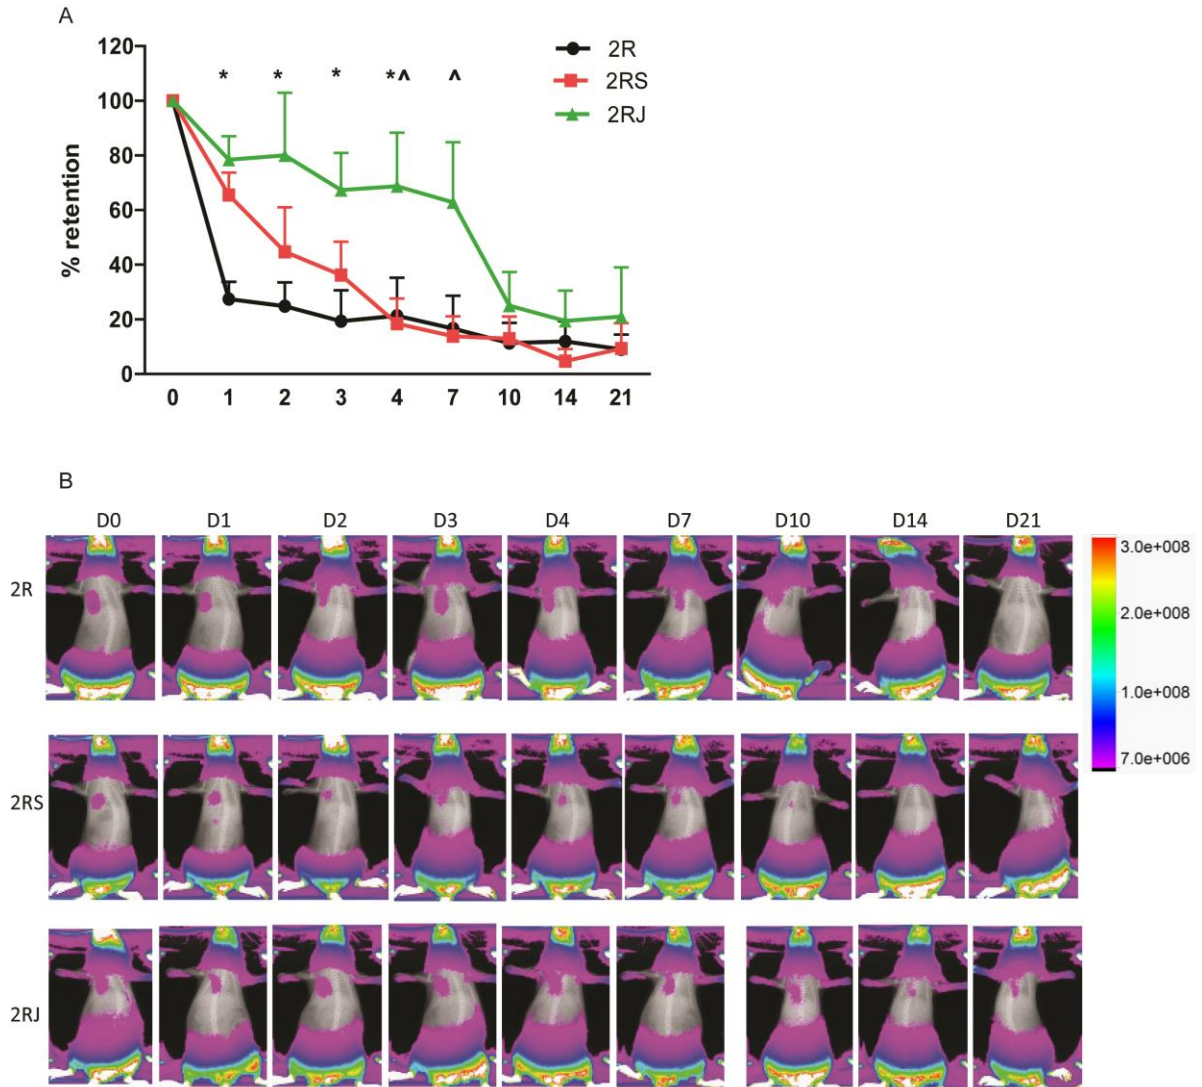 A
120
100
80
60
40
20
0
% retention
* * * *^ ^
2R
2RS
2RJ
0 1 2 3 4 7 10 14 21
B
D0 D1 D2 D3 D4 D7 D10 D14 D21
2R
2RS
2RJ
3.0e+008
2.0e+008
1.0e+008
7.0e+006